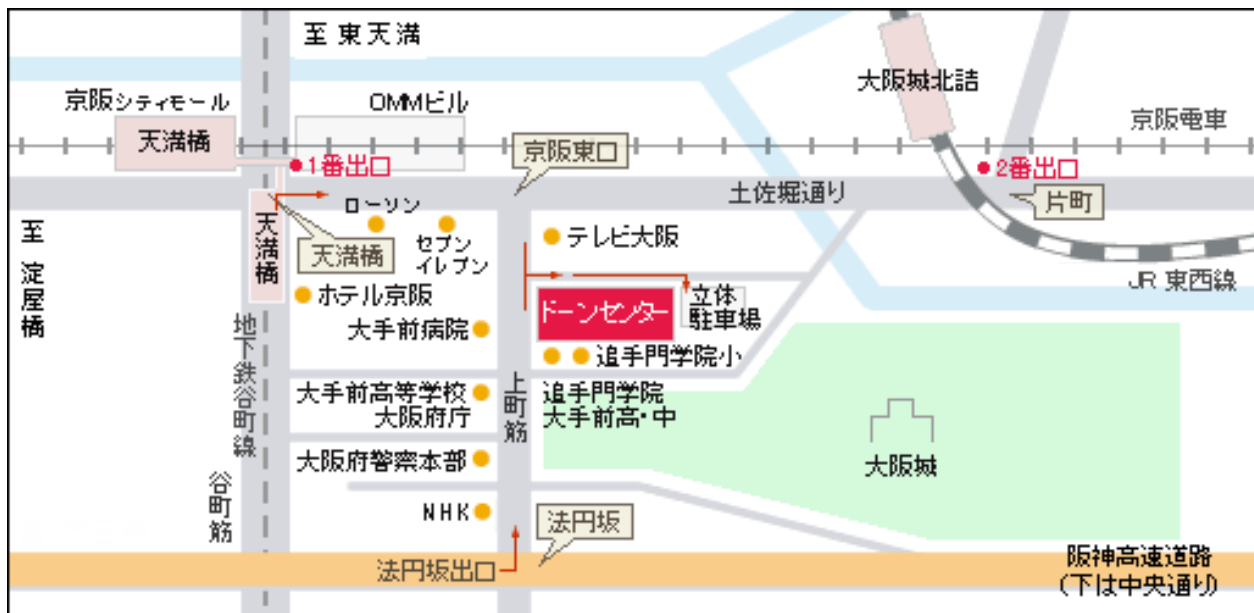 至 東天満
大阪城北詰
京阪シティモール
OMMビル
京阪電車
天満橋
京阪東口
1番出口
2番出口
土佐堀通り
片町
ローソン
至 淀屋橋
天満橋
天満橋
セブン
イレブン
テレビ大阪
JR 東西線
ホテル京阪
ドーンセンター
立体
駐車場
大手前病院
地下鉄谷町線
追手門学院小
上町筋
大手前高等学校
大阪府庁
追手門学院
大手前高・中
大阪府警察本部
大阪城
谷町筋
NHK
法円坂
法円坂出口
阪神高速道路
(下は中央通り)